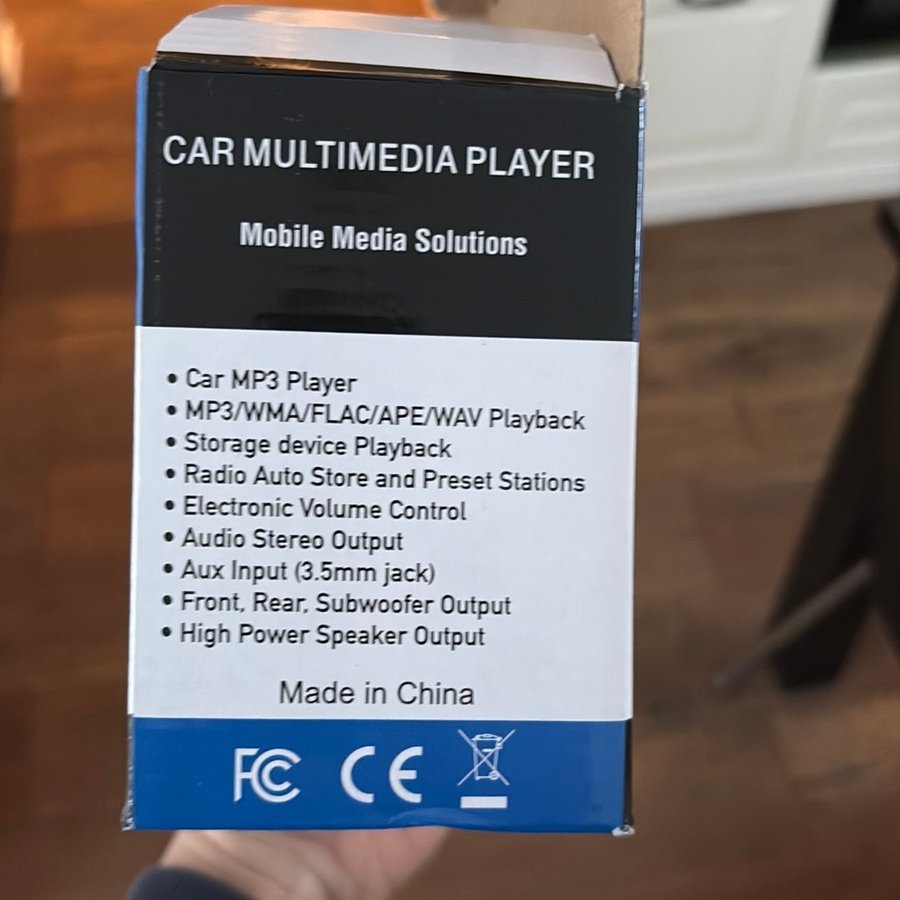 CAR MULTIMEDIA PLAYER
Mobile Media Solutions
• Car MP3 Player
• MP3/WMA/FLAC/APE/WAV Playback
• Storage device Playback
• Radio Auto Store and Preset Stations
• Electronic Volume Control
• Audio Stereo Output
• Aux Input (3.5mm jack)
• Front, Rear, Subwoofer Output
• High Power Speaker Output
Made in China
FC CE